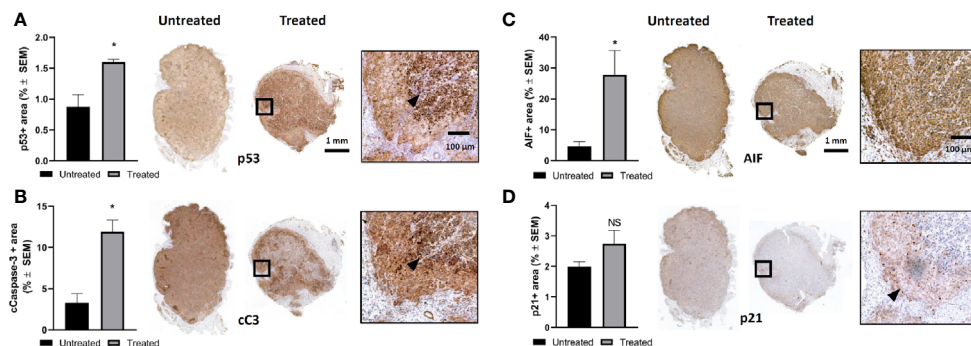 A
Untreated
Treated
p53+ area (% ± SEM)
2.0
1.5
1.0
0.5
0.0
*
Untreated
Treated
p53
1 mm
100 µm
B
cCaspase-3 + area
(% ± SEM)
15
10
5
0
*
Untreated
Treated
cC3
C
Untreated
Treated
AIF+ area (% ± SEM)
40
30
20
10
0
*
Untreated
Treated
AIF
1 mm
100 µm
D
p21+ area (% ± SEM)
5
4
3
2
1
0
NS
Untreated
Treated
p21